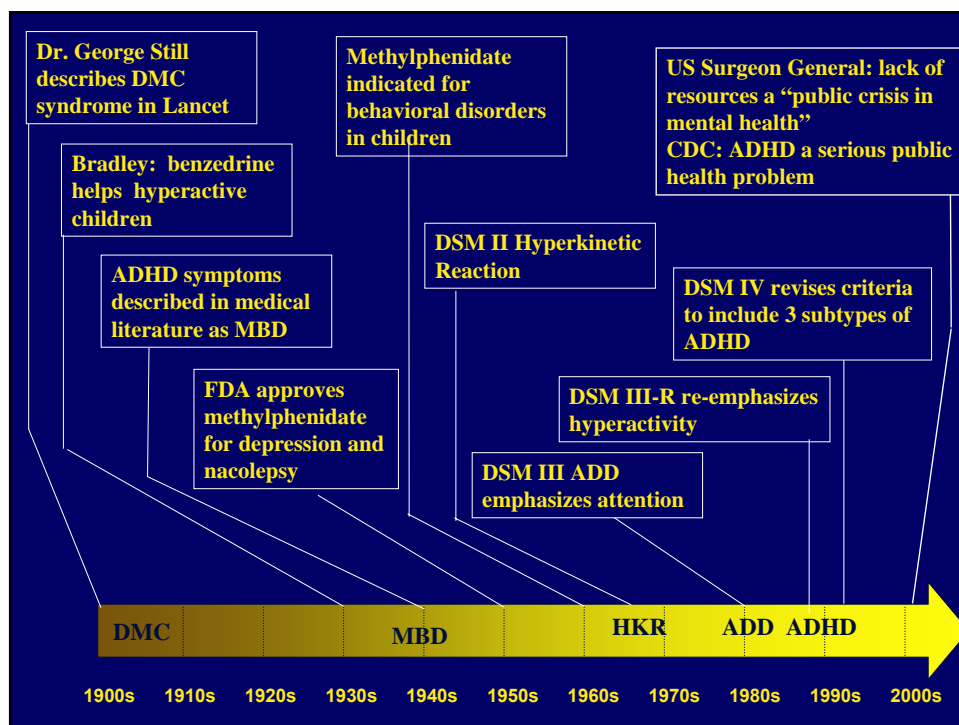 Dr. George Still
describes DMC
syndrome in Lancet
Bradley: benzedrine
helps hyperactive
children
ADHD symptoms
described in medical
literature as MBD
FDA approves
methylphenidate
for depression and
nacolepsy
Methylphenidate
indicated for
behavioral disorders
in children
DSM II Hyperkinetic
Reaction
DSM III ADD
emphasizes attention
DSM III-R re-emphasizes
hyperactivity
DSM IV revises criteria
to include 3 subtypes of
ADHD
US Surgeon General: lack of
resources a “public crisis in
mental health”
CDC: ADHD a serious public
health problem
DMC MBD HKR ADD ADHD
1900s 1910s 1920s 1930s 1940s 1950s 1960s 1970s 1980s 1990s 2000s